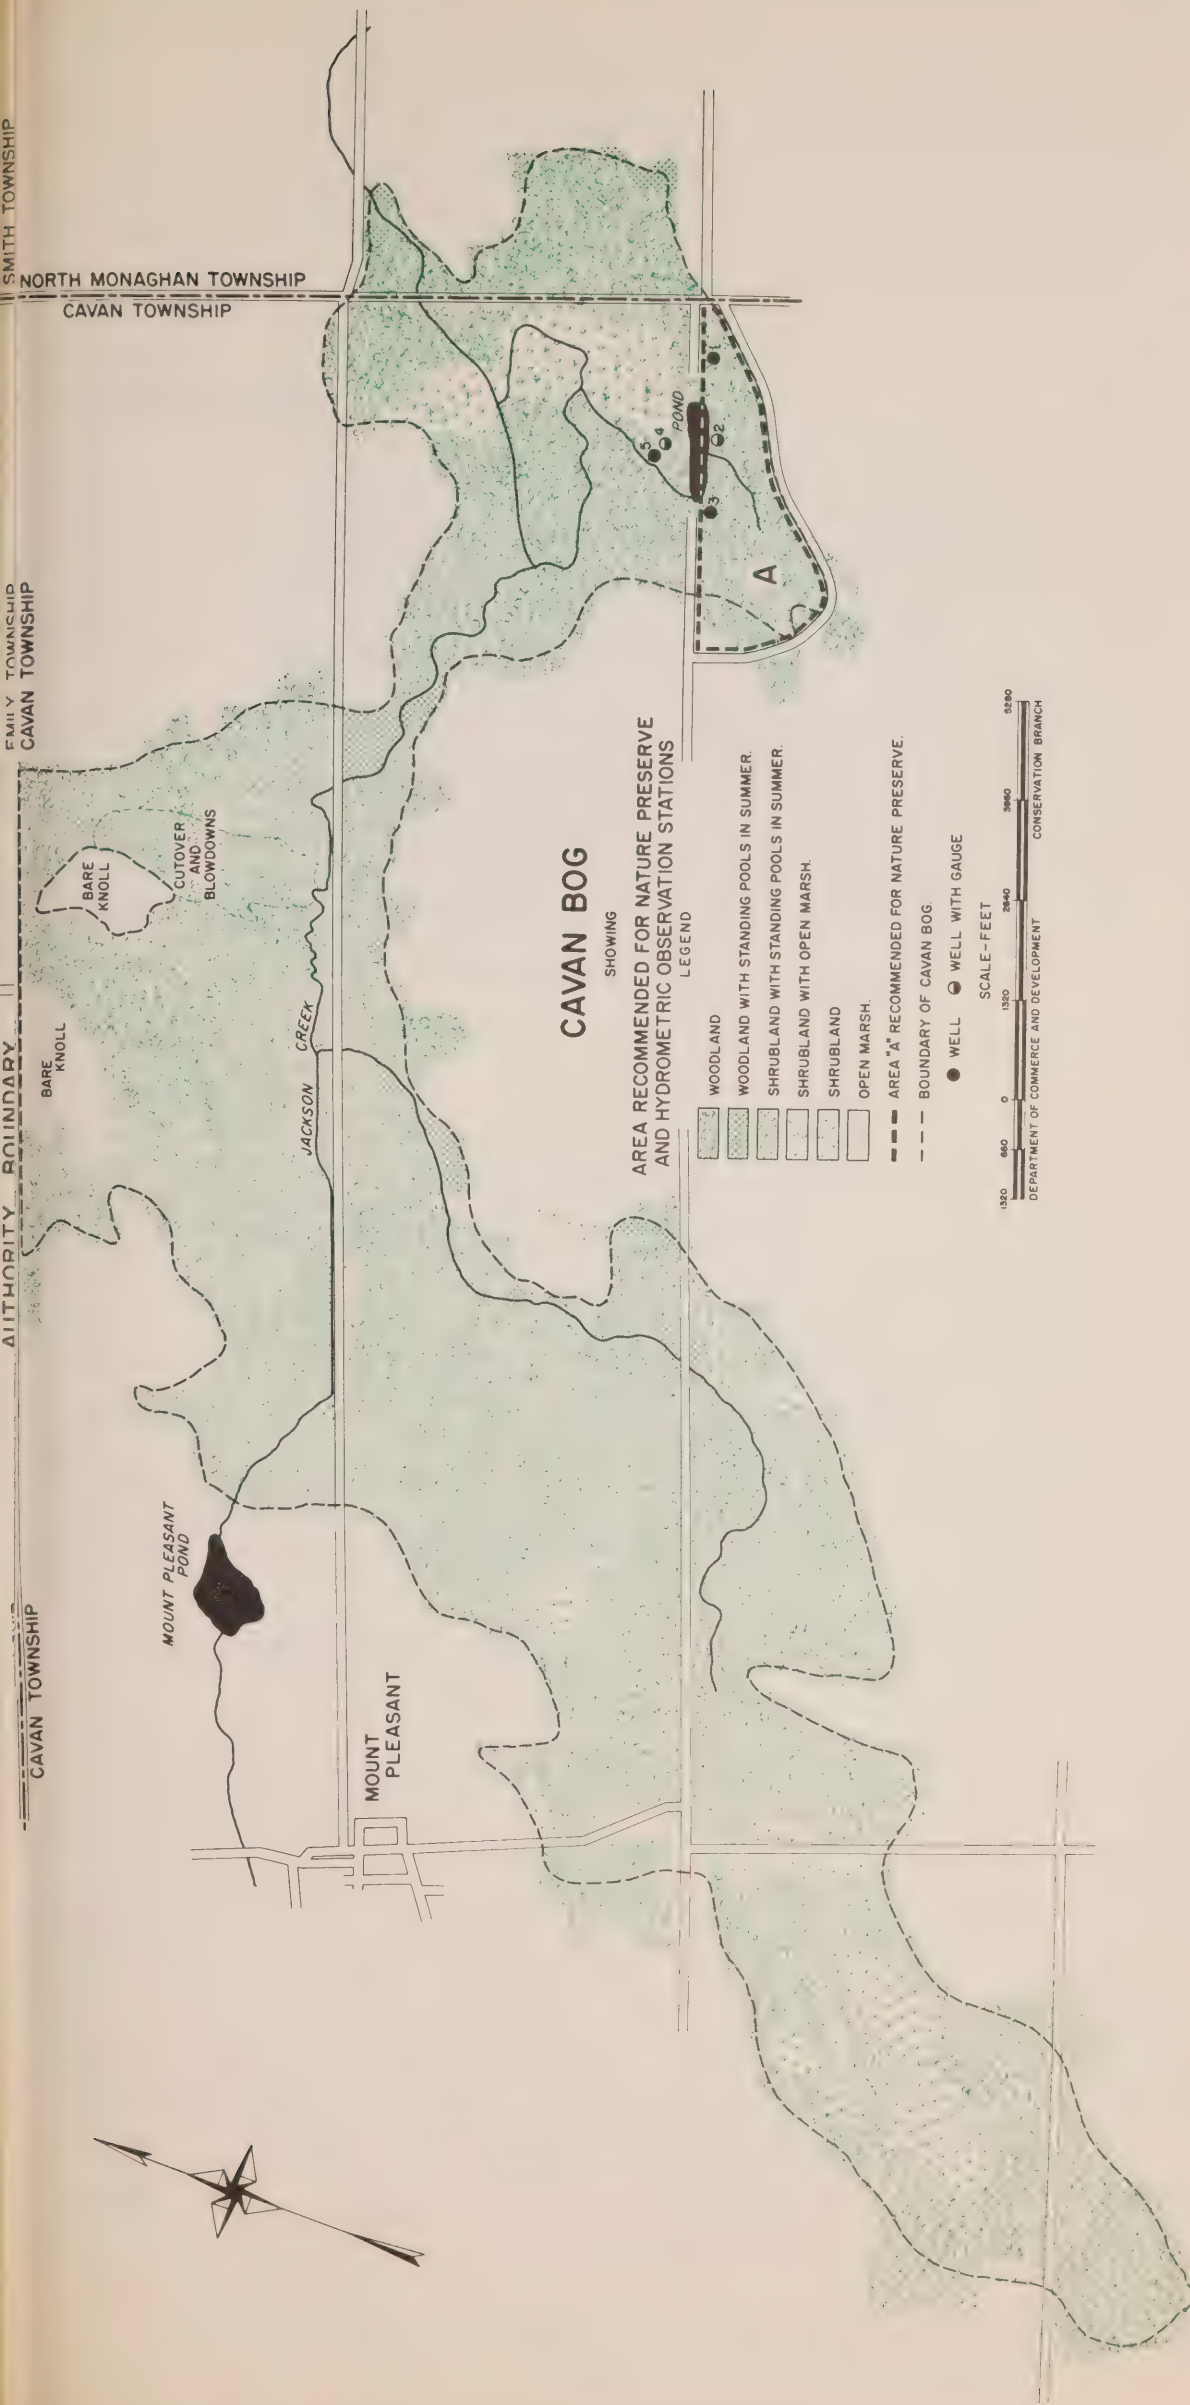 SMITH TOWNSHIP
NORTH MONAGHAN TOWNSHIP
CAVAN TOWNSHIP
EMILY TOWNSHIP
CAVAN TOWNSHIP
AUTHORITY BOUNDARY
CAVAN TOWNSHIP
BARE
KNOLL
BARE
KNOLL
CUTOVER
AND
BLOWDOWNS
JACKSON CREEK
MOUNT PLEASANT
POND
MOUNT
PLEASANT
POND
1
2
3
4
5
A
CAVAN BOG
SHOWING
AREA RECOMMENDED FOR NATURE PRESERVE
AND HYDROMETRIC OBSERVATION STATIONS
LEGEND
WOODLAND
WOODLAND WITH STANDING POOLS IN SUMMER.
SHRUBLAND WITH STANDING POOLS IN SUMMER.
SHRUBLAND WITH OPEN MARSH.
SHRUBLAND
OPEN MARSH.
AREA "A" RECOMMENDED FOR NATURE PRESERVE.
BOUNDARY OF CAVAN BOG.
WELL WELL WITH GAUGE
SCALE-FEET
1320 660 0 1320 2640 3960 5280
DEPARTMENT OF COMMERCE AND DEVELOPMENT CONSERVATION BRANCH